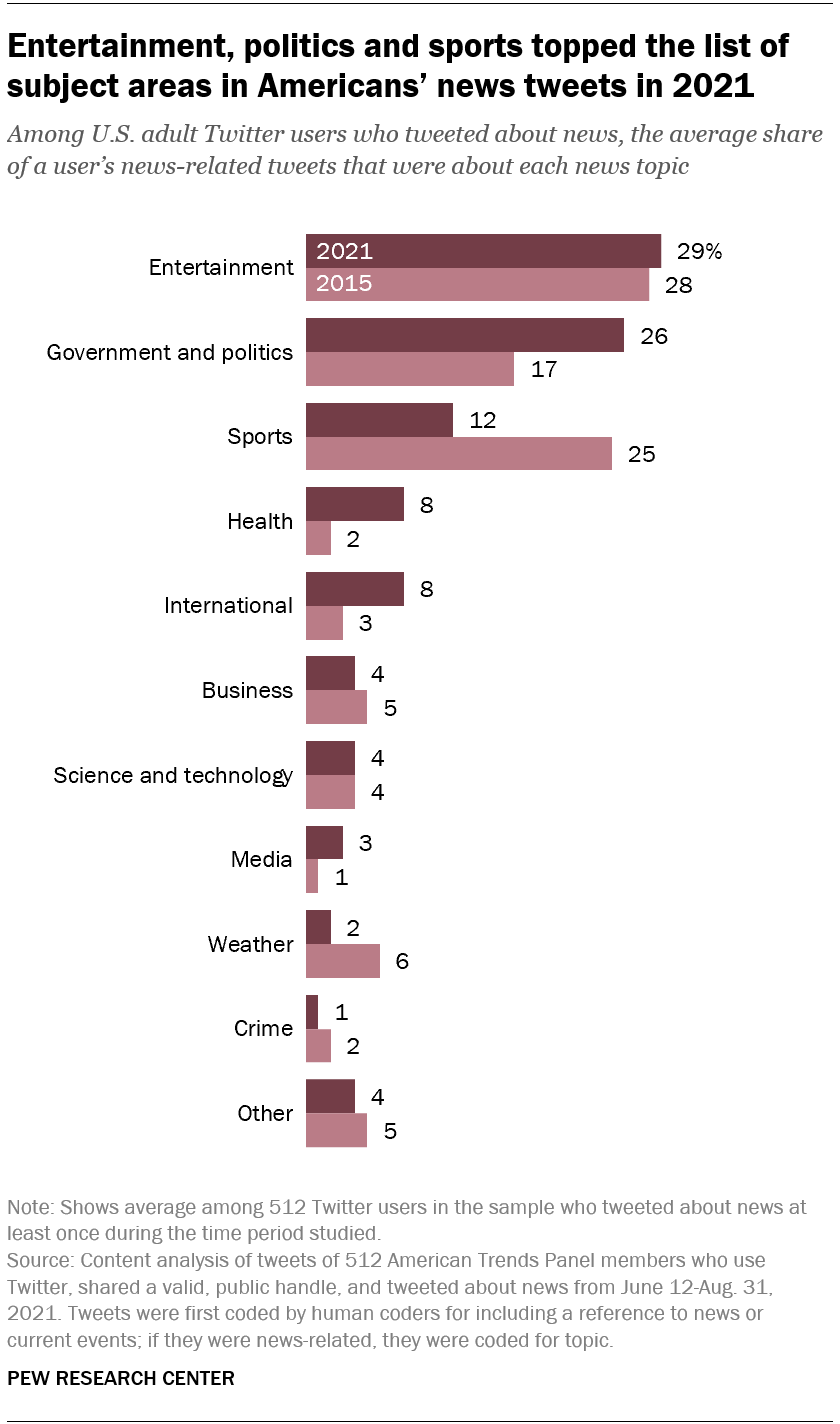 Entertainment, politics and sports topped the list of
subject areas in Americans’ news tweets in 2021
Among U.S. adult Twitter users who tweeted about news, the average share
of a user’s news-related tweets that were about each news topic
Entertainment
2021
29%
2015
28
Government and politics
26
17
Sports
12
25
Health
8
2
International
8
3
Business
4
5
Science and technology
4
4
Media
3
1
Weather
2
6
Crime
1
2
Other
4
5
Note: Shows average among 512 Twitter users in the sample who tweeted about news at
least once during the time period studied.
Source: Content analysis of tweets of 512 American Trends Panel members who use
Twitter, shared a valid, public handle, and tweeted about news from June 12-Aug. 31,
2021. Tweets were first coded by human coders for including a reference to news or
current events; if they were news-related, they were coded for topic.
PEW RESEARCH CENTER